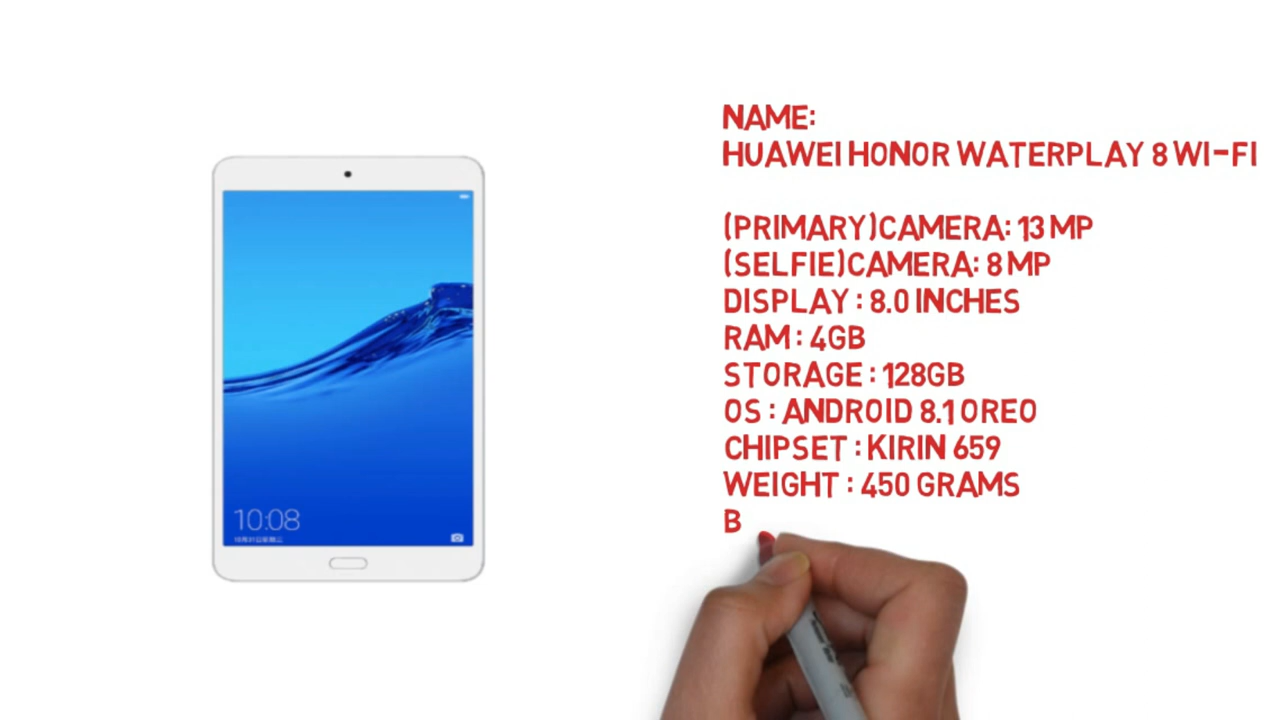 NAME:
HUAWEI HONOR WATERPLAY 8 WI-FI
(PRIMARY)CAMERA: 13 MP
(SELFIE)CAMERA: 8 MP
DISPLAY : 8.0 INCHES
RAM : 4GB
STORAGE : 128GB
OS : ANDROID 8.1 OREO
CHIPSET : KIRIN 659
WEIGHT : 450 GRAMS
B
10:08